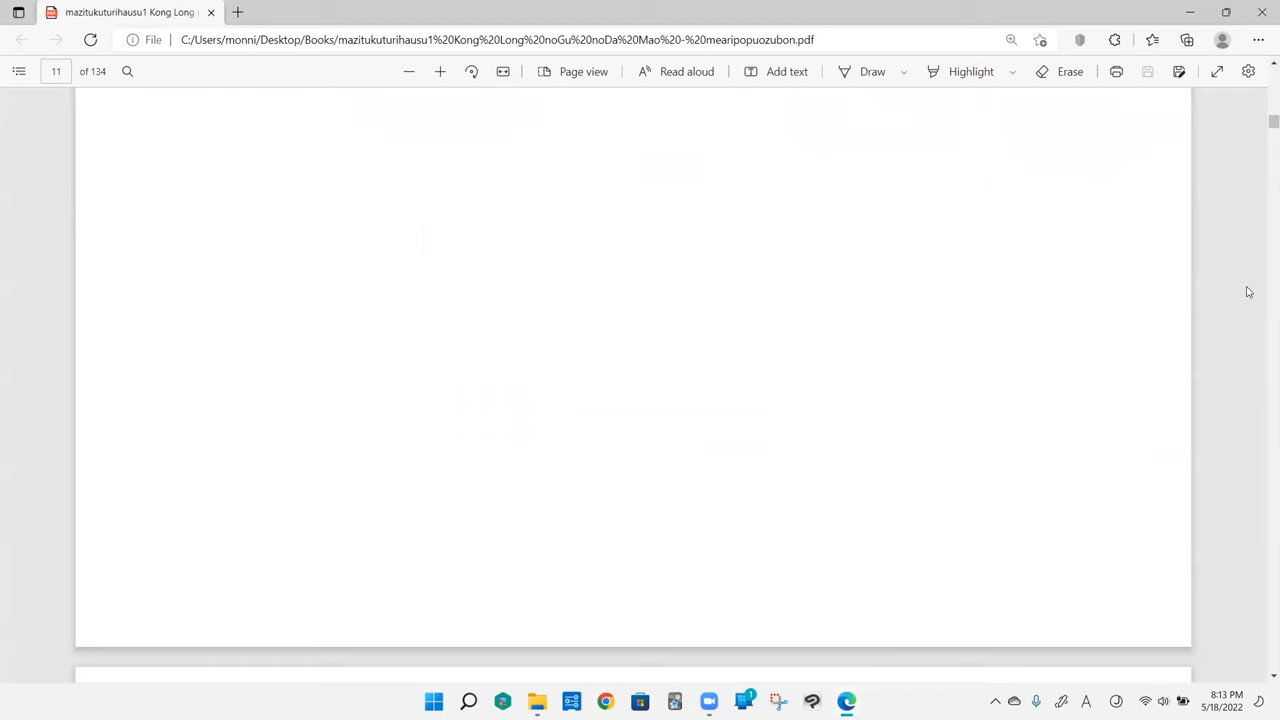 mazitukuturihausu1 Kong Long
File
C:/Users/monni/Desktop/Books/mazitukuturihausu1%20Kong%20Long%20noGu%20noDa%20Mao%20-%20mearipopuozubon.pdf
11 of 134
Page view
Read aloud
Add text
Draw
Highlight
Erase
1
8:13 PM
5/18/2022